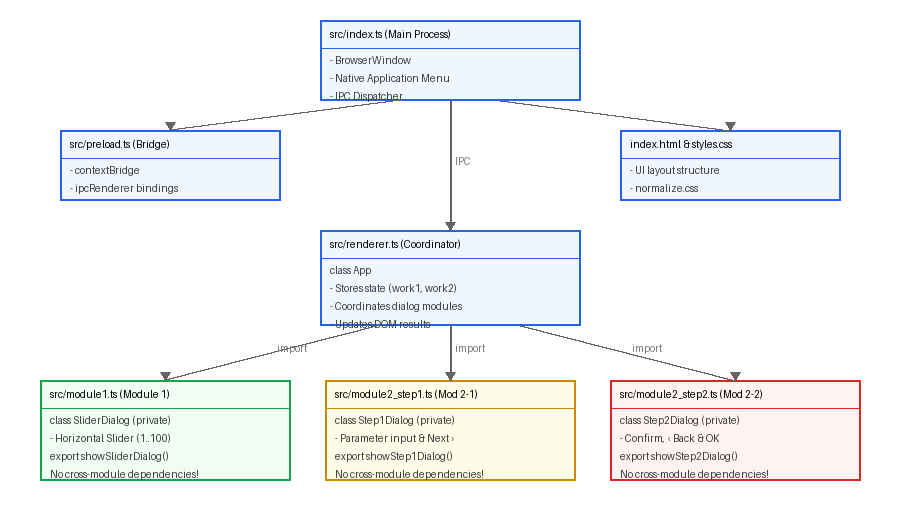 src/index.ts (Main Process)
- BrowserWindow
- Native Application Menu
- IPC Dispatcher
src/preload.ts (Bridge)
- contextBridge
- ipcRenderer bindings
index.html & styles.css
- UI layout structure
- normalize.css
IPC
src/renderer.ts (Coordinator)
class App
- Stores state (work1, work2)
- Coordinates dialog modules
- Updates DOM results
import
import
import
src/module1.ts (Module 1)
class SliderDialog (private)
- Horizontal Slider (1..100)
export showSliderDialog()
No cross-module dependencies!
src/module2_step1.ts (Mod 2-1)
class Step1Dialog (private)
- Parameter input & Next ›
export showStep1Dialog()
No cross-module dependencies!
src/module2_step2.ts (Mod 2-2)
class Step2Dialog (private)
- Confirm, ‹ Back & OK
export showStep2Dialog()
No cross-module dependencies!